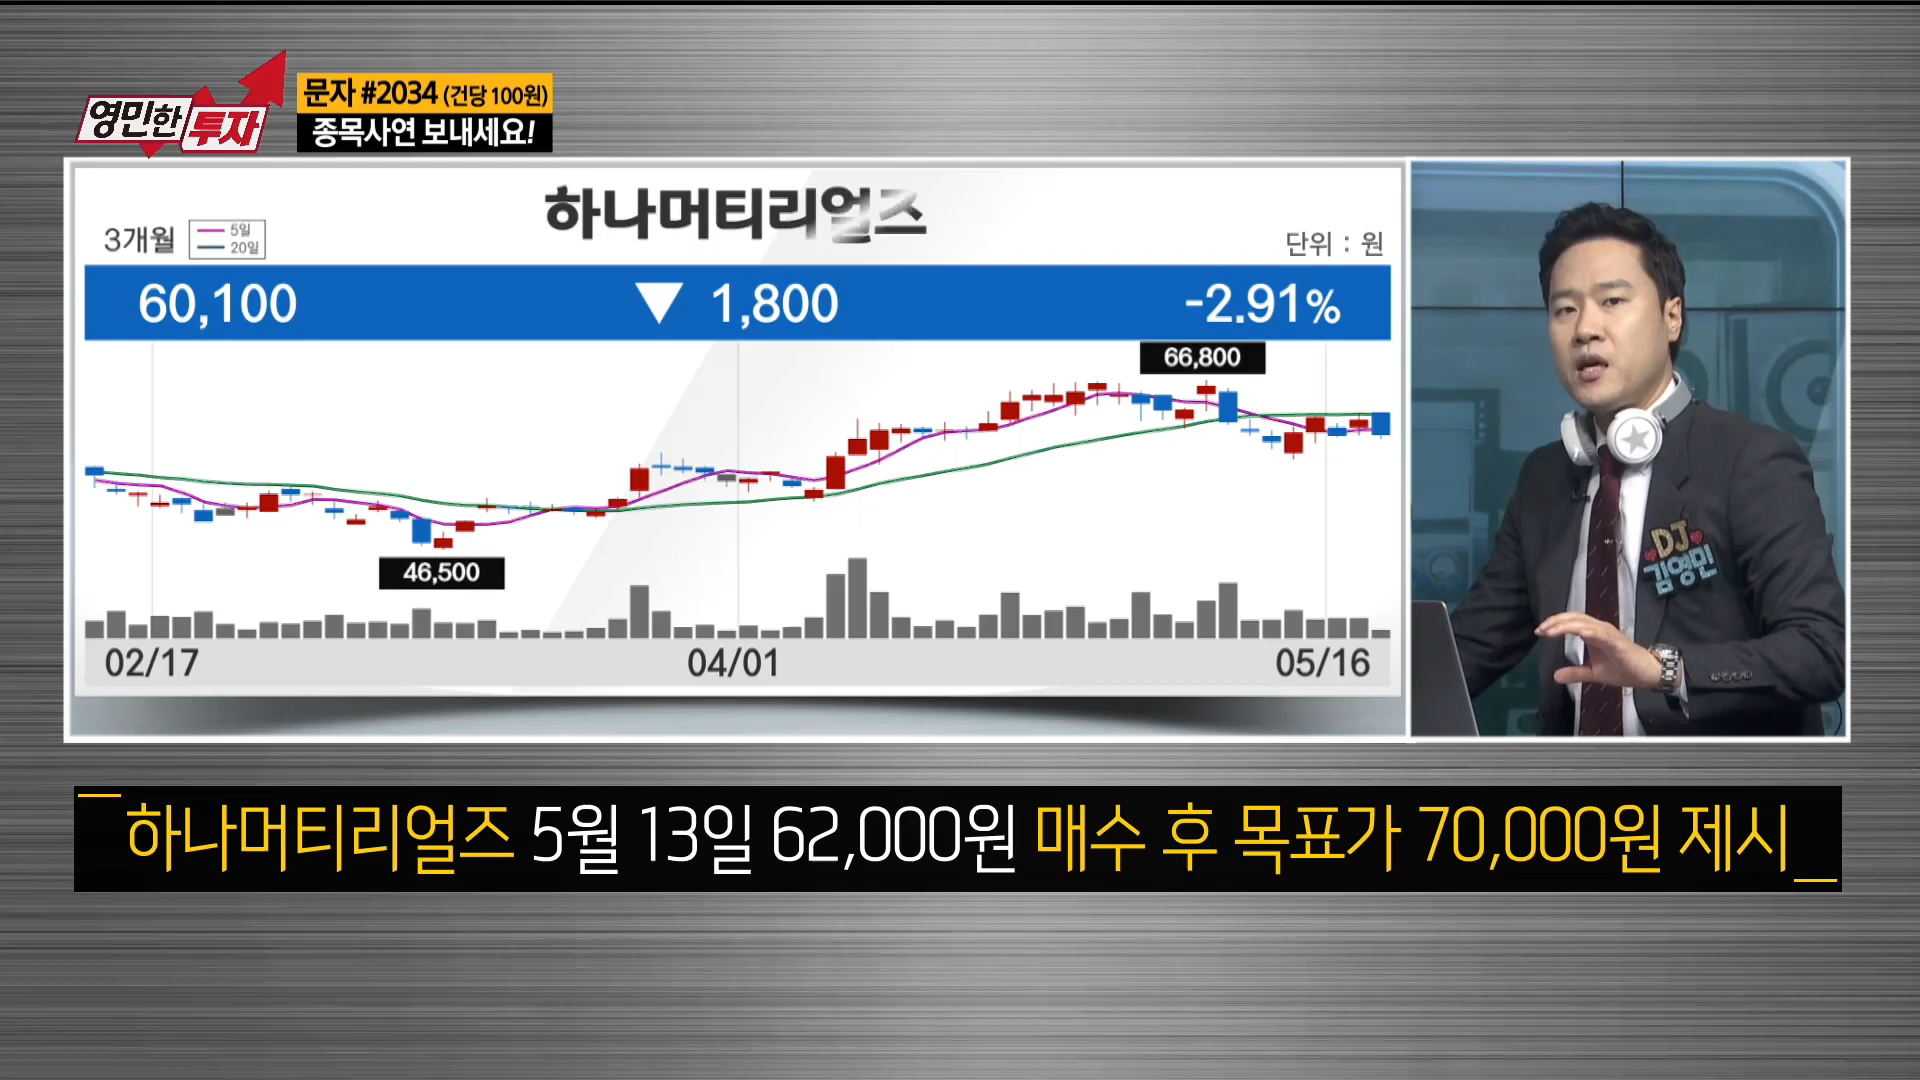 영민한 투자
문자 #2034 (건당 100원)
종목사연 보내세요!
하나머티리얼즈
3개월
5일
20일
단위 : 원
60,100 ▼ 1,800 -2.91%
66,800
46,500
02/17 04/01 05/16
DJ
김영민
하나머티리얼즈 5월 13일 62,000원 매수 후 목표가 70,000원 제시